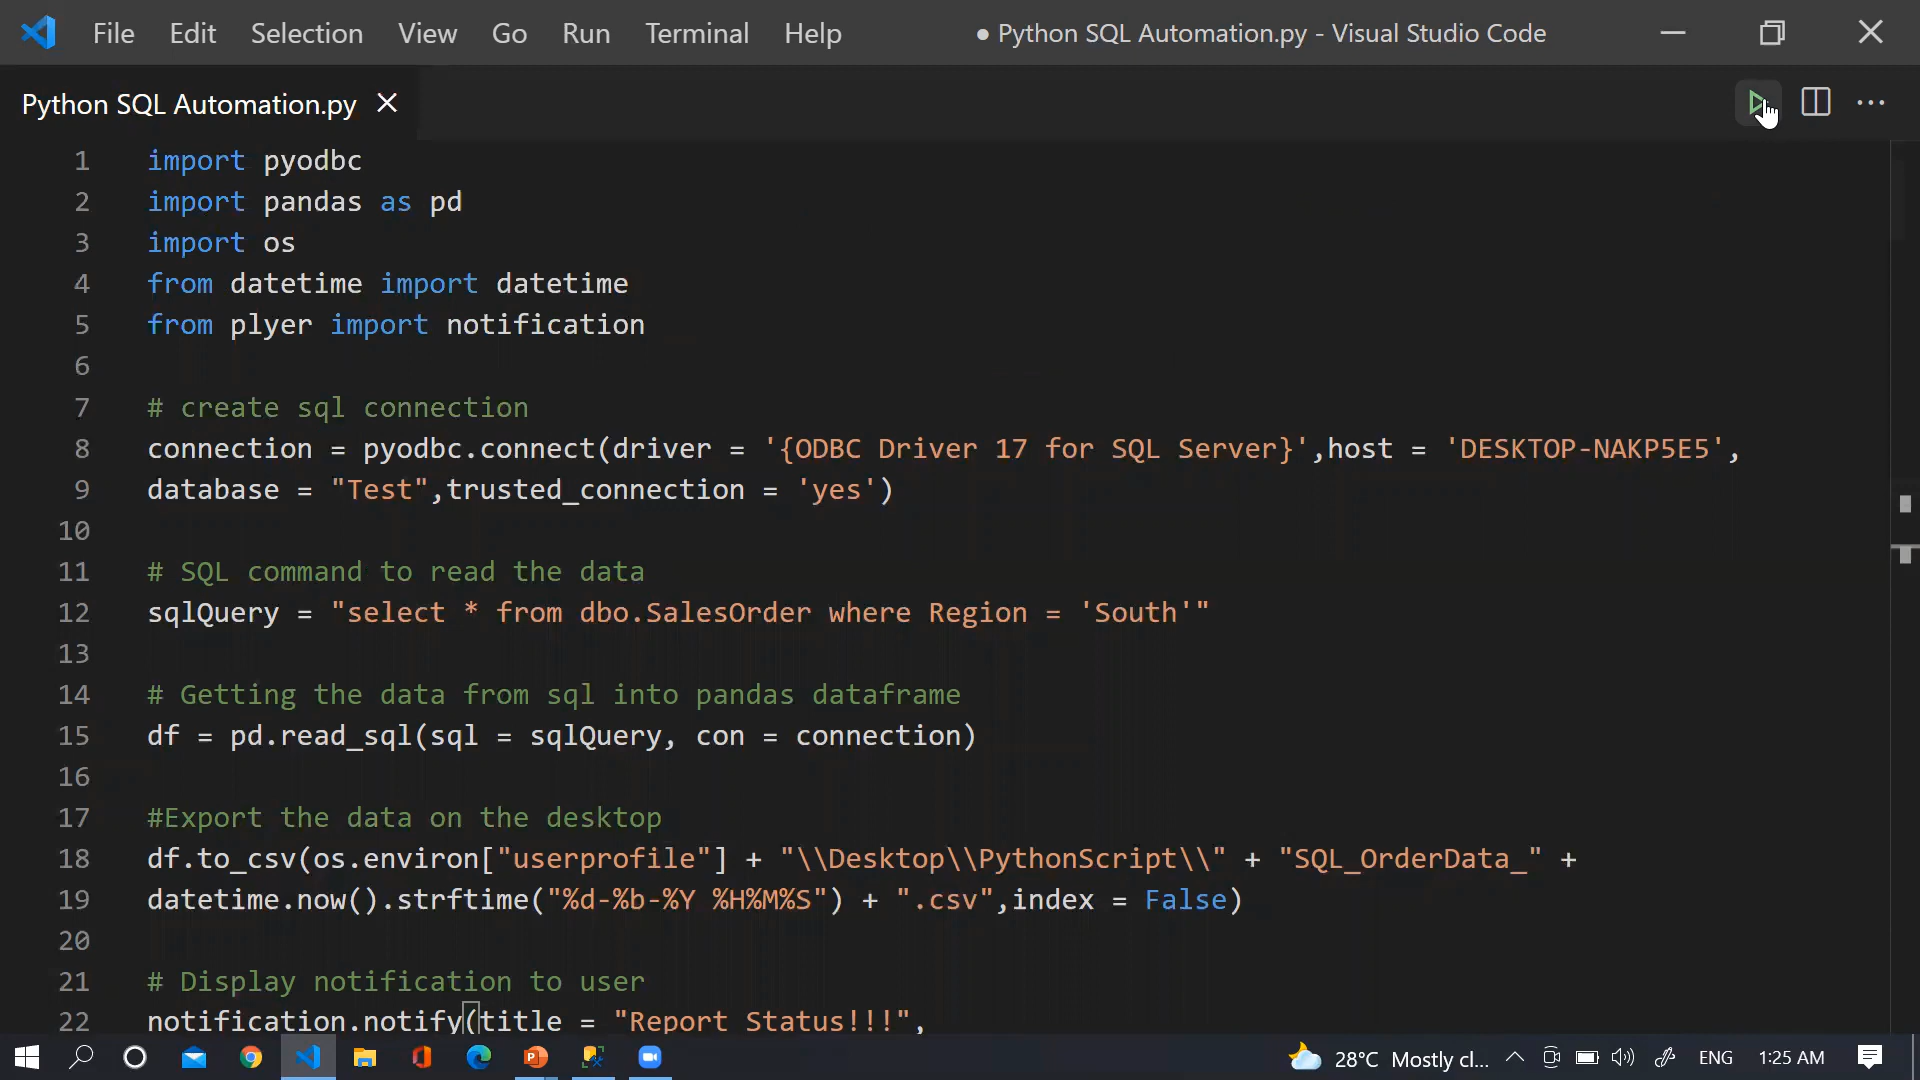 File Edit Selection View Go Run Terminal Help ● Python SQL Automation.py - Visual Studio Code
Python SQL Automation.py
1 import pyodbc
2 import pandas as pd
3 import os
4 from datetime import datetime
5 from plyer import notification
6
7 # create sql connection
8 connection = pyodbc.connect(driver = '{ODBC Driver 17 for SQL Server}',host = 'DESKTOP-NAKP5E5',
9 database = "Test",trusted_connection = 'yes')
10
11 # SQL command to read the data
12 sqlQuery = "select * from dbo.SalesOrder where Region = 'South'"
13
14 # Getting the data from sql into pandas dataframe
15 df = pd.read_sql(sql = sqlQuery, con = connection)
16
17 #Export the data on the desktop
18 df.to_csv(os.environ["userprofile"] + "\\Desktop\\PythonScript\\" + "SQL_OrderData_" +
19 datetime.now().strftime("%d-%b-%Y %H%M%S") + ".csv",index = False)
20
21 # Display notification to user
22 notification.notify(title = "Report Status!!!",
28°C Mostly cl... ENG 1:25 AM